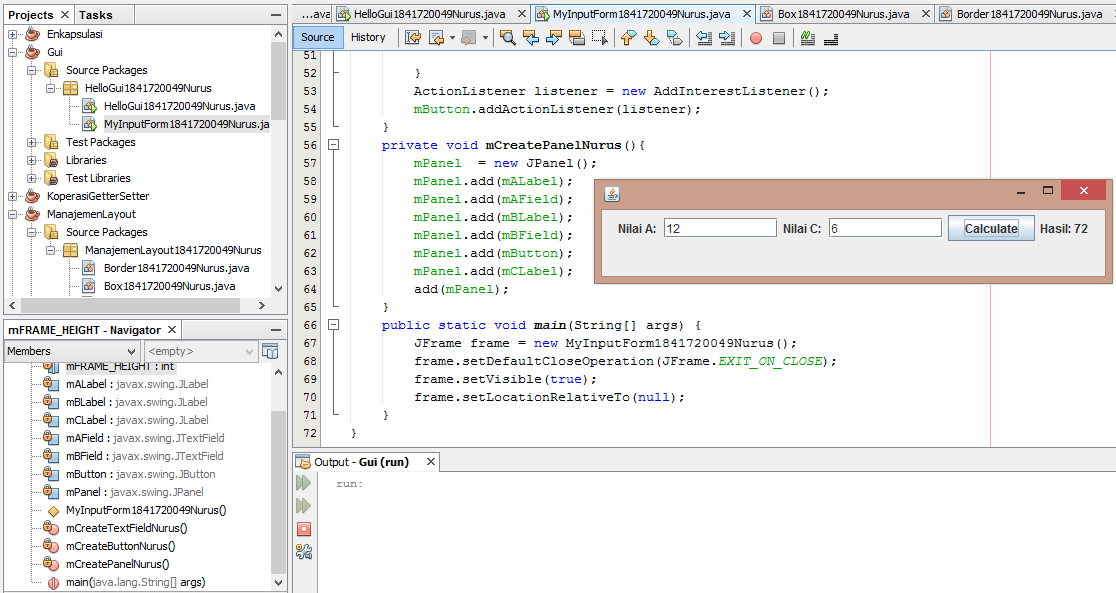 Projects Tasks
Enkapsulasi
Gui
Source Packages
HelloGui1841720049Nurus
HelloGui1841720049Nurus.java
MyInputForm1841720049Nurus.ja
Test Packages
Libraries
Test Libraries
KoperasiGetterSetter
ManajemenLayout
Source Packages
ManajemenLayout1841720049Nurus
Border1841720049Nurus.java
Box1841720049Nurus.java
mFRAME_HEIGHT - Navigator
Members <empty>
mFRAME_HEIGHT : int
mALabel : javax.swing.JLabel
mBLabel : javax.swing.JLabel
mCLabel : javax.swing.JLabel
mAField : javax.swing.JTextField
mBField : javax.swing.JTextField
mButton : javax.swing.JButton
mPanel : javax.swing.JPanel
MyInputForm1841720049Nurus()
mCreateTextFieldNurus()
mCreateButtonNurus()
mCreatePanelNurus()
main(java.lang.String[] args)
...ava HelloGui1841720049Nurus.java MyInputForm1841720049Nurus.java Box1841720049Nurus.java Border1841720049Nurus.java
Source History
51
52 }
53 ActionListener listener = new AddInterestListener();
54 mButton.addActionListener(listener);
55 }
56 private void mCreatePanelNurus(){
57 mPanel = new JPanel();
58 mPanel.add(mALabel);
59 mPanel.add(mAField);
60 mPanel.add(mBLabel);
61 mPanel.add(mBField);
62 mPanel.add(mButton);
63 mPanel.add(mCLabel);
64 add(mPanel);
65 }
66 public static void main(String[] args) {
67 JFrame frame = new MyInputForm1841720049Nurus();
68 frame.setDefaultCloseOperation(JFrame.EXIT_ON_CLOSE);
69 frame.setVisible(true);
70 frame.setLocationRelativeTo(null);
71 }
72 }
Nilai A: 12 Nilai C: 6 Calculate Hasil: 72
Output - Gui (run)
run: